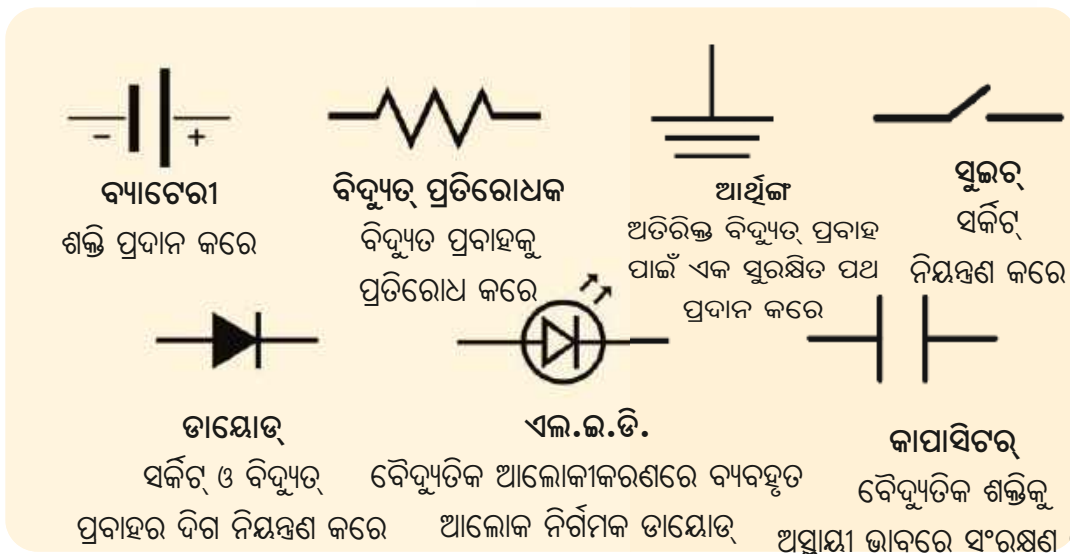 − +
ବ୍ୟାଟେରୀ
ଶକ୍ତି ପ୍ରଦାନ କରେ
ବିଦ୍ୟୁତ୍ ପ୍ରତିରୋଧକ
ବିଦ୍ୟୁତ ପ୍ରବାହକୁ
ପ୍ରତିରୋଧ କରେ
ଆର୍ଥିଙ୍ଗ
ଅତିରିକ୍ତ ବିଦ୍ୟୁତ୍ ପ୍ରବାହ
ପାଇଁ ଏକ ସୁରକ୍ଷିତ ପଥ
ପ୍ରଦାନ କରେ
ସୁଇଚ୍
ସର୍କିଟ୍
ନିୟନ୍ତ୍ରଣ କରେ
ଡାୟୋଡ୍
ସର୍କିଟ୍ ଓ ବିଦ୍ୟୁତ୍
ପ୍ରବାହର ଦିଗ ନିୟନ୍ତ୍ରଣ କରେ
ଏଲ.ଇ.ଡି.
ବୈଦ୍ୟୁତିକ ଆଲୋକୀକରଣରେ ବ୍ୟବହୃତ
ଆଲୋକ ନିର୍ଗମକ ଡାୟୋଡ୍
କାପାସିଟର୍
ବୈଦ୍ୟୁତିକ ଶକ୍ତିକୁ
ଅସ୍ଥାୟୀ ଭାବରେ ସଂରକ୍ଷଣ